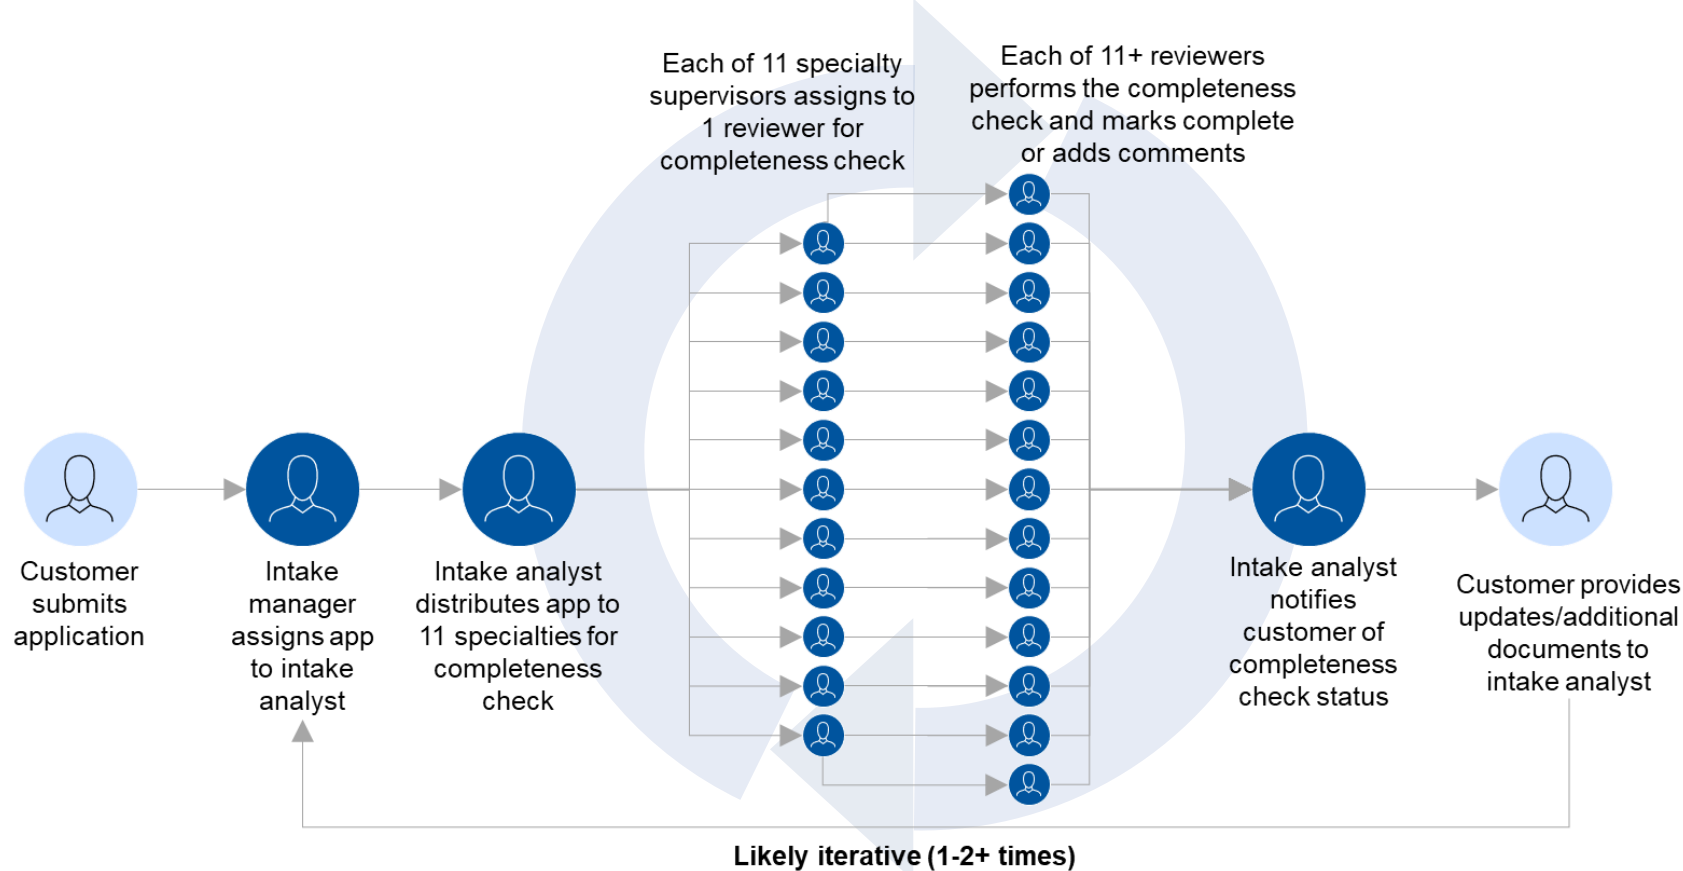 Each of 11 specialty
supervisors assigns to
1 reviewer for
completeness check
Each of 11+ reviewers
performs the completeness
check and marks complete
or adds comments
Customer
submits
application
Intake
manager
assigns app
to intake
analyst
Intake analyst
distributes app to
11 specialties for
completeness
check
Intake analyst
notifies
customer of
completeness
check status
Customer provides
updates/additional
documents to
intake analyst
Likely iterative (1-2+ times)